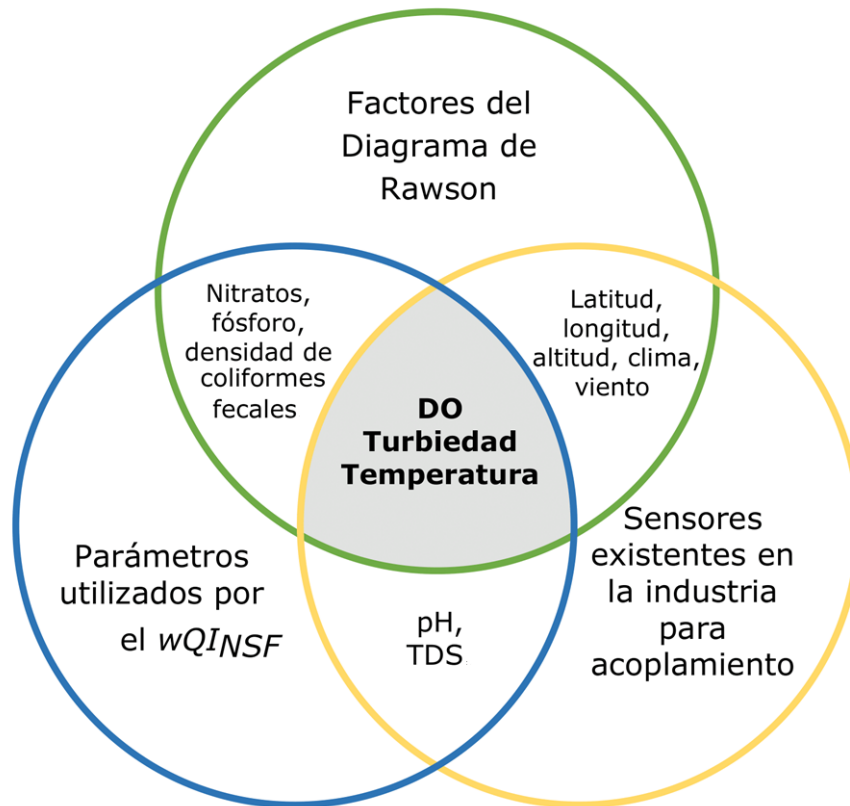 Factores del
Diagrama de
Rawson
Nitratos,
fósforo,
densidad de
coliformes
fecales
Latitud,
longitud,
altitud, clima,
viento
DO
Turbiedad
Temperatura
Parámetros
utilizados por
el wQI_NSF
pH,
TDS
Sensores
existentes en
la industria
para
acoplamiento